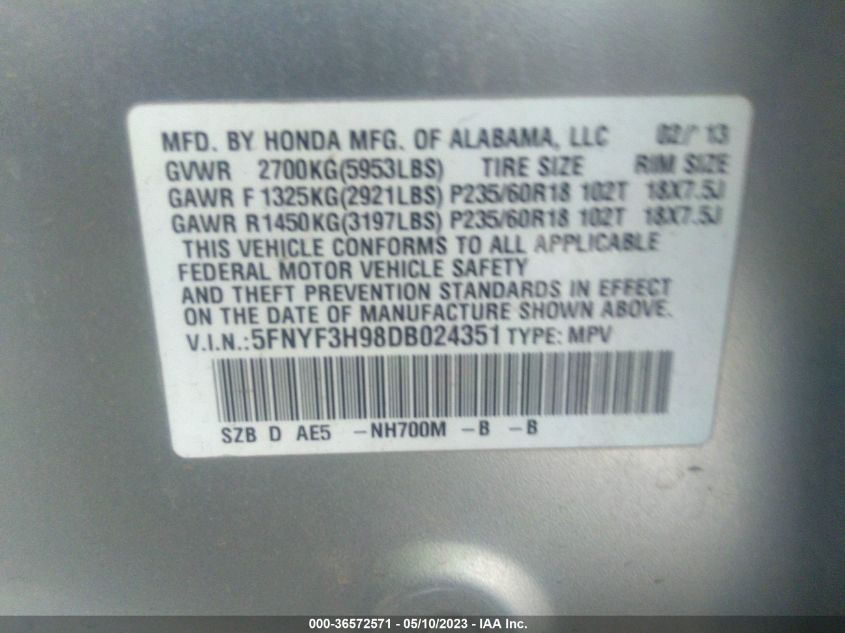 MFD. BY HONDA MFG. OF ALABAMA, LLC 02/ 13
GVWR 2700KG(5953LBS) TIRE SIZE RIM SIZE
GAWR F 1325KG(2921LBS) P235/60R18 102T 18X7.5J
GAWR R1450KG(3197LBS) P235/60R18 102T 18X7.5J
THIS VEHICLE CONFORMS TO ALL APPLICABLE
FEDERAL MOTOR VEHICLE SAFETY
AND THEFT PREVENTION STANDARDS IN EFFECT
ON THE DATE OF MANUFACTURE SHOWN ABOVE.
V.I.N.:5FNYF3H98DB024351 TYPE: MPV
SZB D AE5 -NH700M -B -B
000-36572571 - 05/10/2023 - IAA Inc.